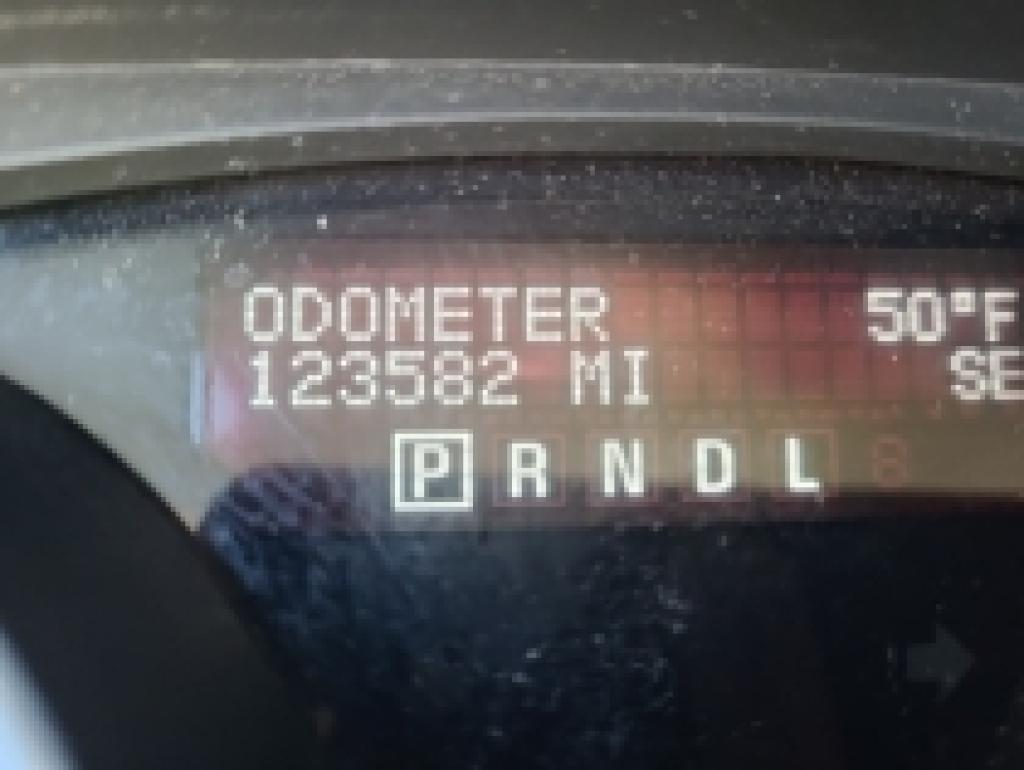 ODOMETER 50°F
123582 MI SE
P R N D L